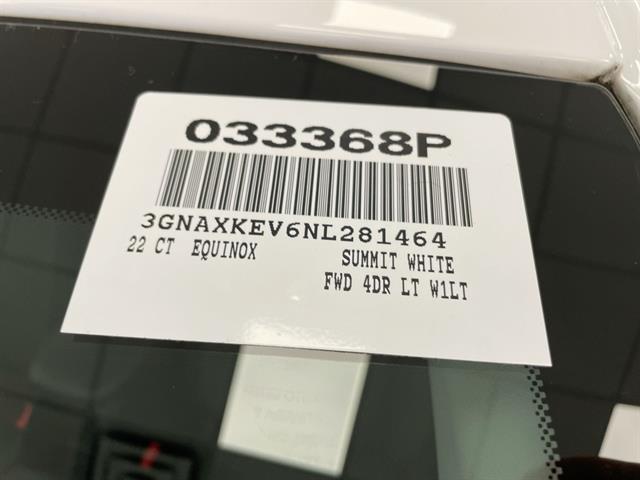 033368P
3GNAXKEV6NL281464
22 CT EQUINOX SUMMIT WHITE
FWD 4DR LT W1LT